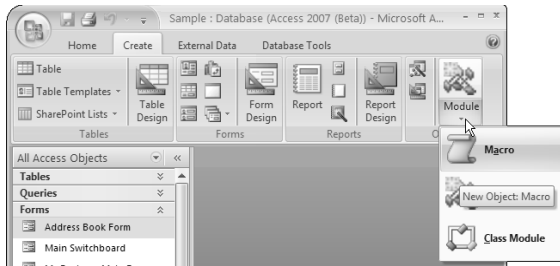 Sample : Database (Access 2007 (Beta)) - Microsoft A...
Home Create External Data Database Tools
Table
Table Templates
SharePoint Lists
Table Design
Form Design
Report
Report Design
Module
Tables Forms Reports
All Access Objects
Tables
Queries
Forms
Address Book Form
Main Switchboard
Macro
New Object: Macro
Class Module